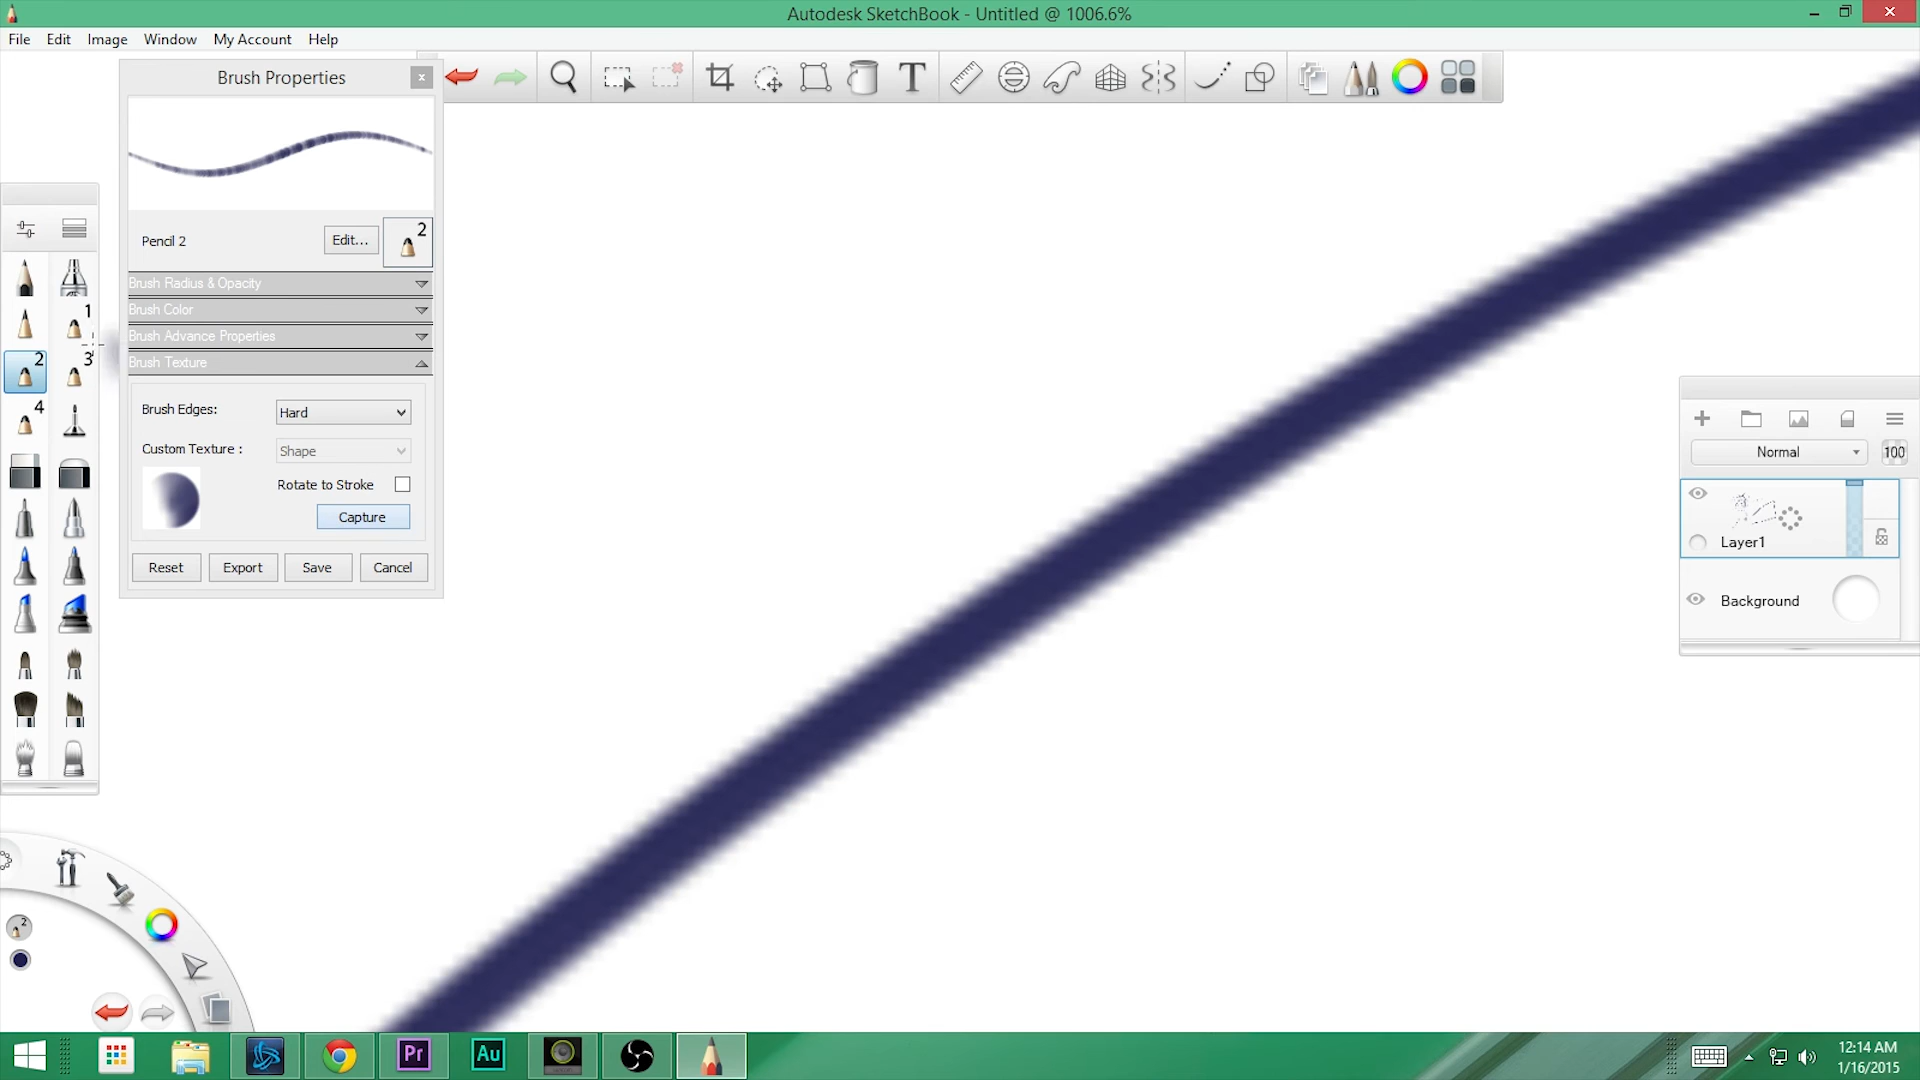 Autodesk SketchBook - Untitled @ 1006.6%
File Edit Image Window My Account Help
Brush Properties
x
T
Pencil 2
Edit...
2
Brush Radius & Opacity
Brush Color
Brush Advance Properties
Brush Texture
1
2
3
4
Brush Edges:
Hard
Custom Texture :
Shape
Rotate to Stroke
Capture
Reset
Export
Save
Cancel
Normal
100
Layer1
Background
2
Pr
Au
12:14 AM
1/16/2015